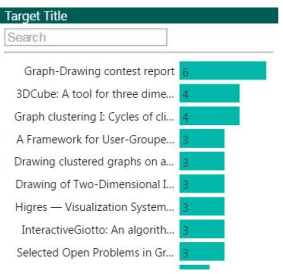 Target Title
Search
Graph-Drawing contest report 6
3DCube: A tool for three dime... 4
Graph clustering I: Cycles of cli... 4
A Framework for User-Groupe... 3
Drawing clustered graphs on a... 3
Drawing of Two-Dimensional I... 3
Higres — Visualization System... 3
InteractiveGiotto: An algorith... 3
Selected Open Problems in Gr... 3